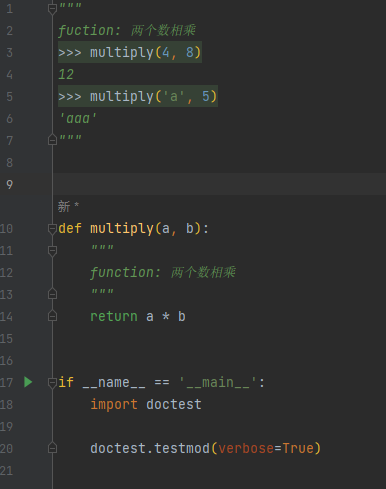 1 """
2 fuction: 两个数相乘
3 >>> multiply(4, 8)
4 12
5 >>> multiply('a', 5)
6 'aaa'
7 """
8
9
新 *
10 def multiply(a, b):
11     """
12     function: 两个数相乘
13     """
14     return a * b
15
16
17 if __name__ == '__main__':
18     import doctest
19
20     doctest.testmod(verbose=True)
21